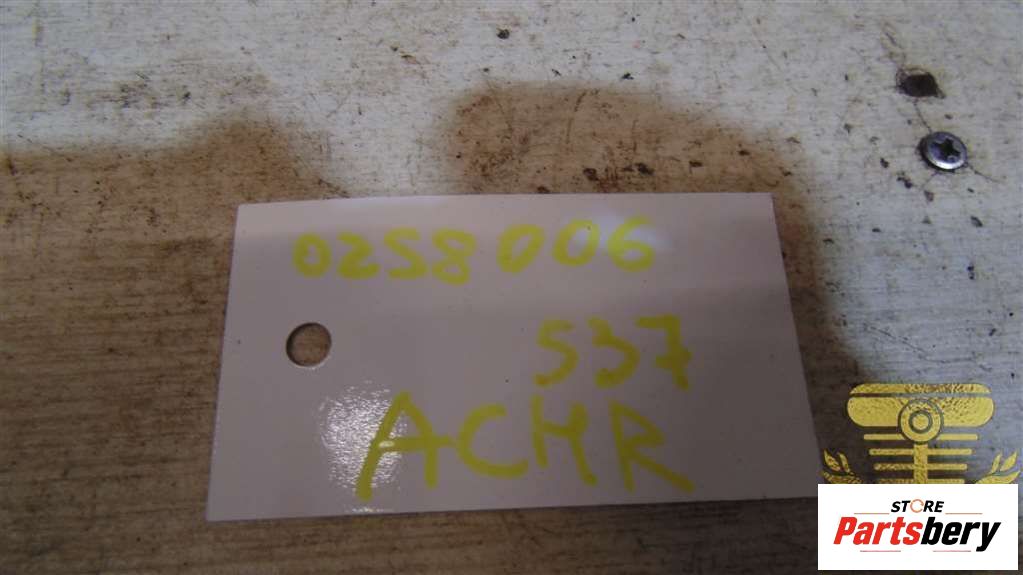 0258006
537
ACHR
STORE
Partsbery